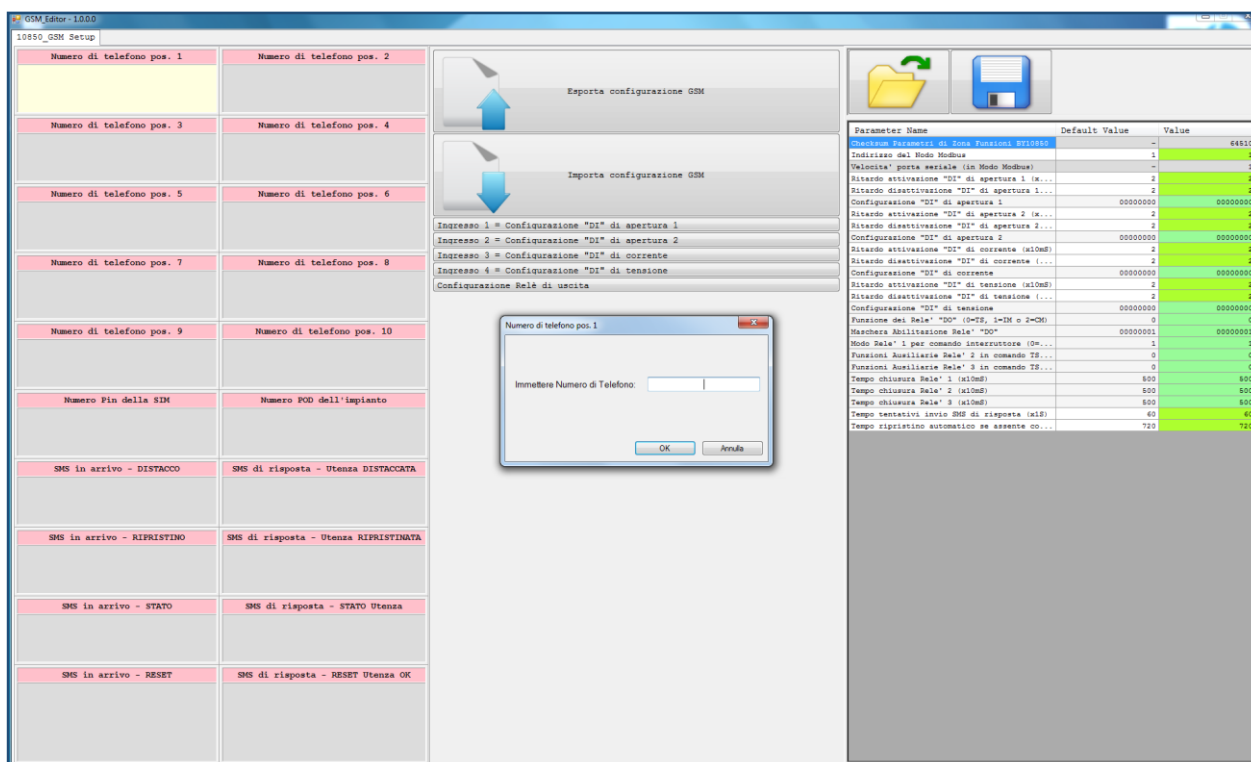 GSM_Editor - 1.0.0.0
10850_GSM Setup
Numero di telefono pos. 1
Numero di telefono pos. 2
Numero di telefono pos. 3
Numero di telefono pos. 4
Numero di telefono pos. 5
Numero di telefono pos. 6
Numero di telefono pos. 7
Numero di telefono pos. 8
Numero di telefono pos. 9
Numero di telefono pos. 10
Numero Pin della SIM
Numero POD dell'impianto
SMS in arrivo - DISTACCO
SMS di risposta - Utenza DISTACCATA
SMS in arrivo - RIPRISTINO
SMS di risposta - Utenza RIPRISTINATA
SMS in arrivo - STATO
SMS di risposta - STATO Utenza
SMS in arrivo - RESET
SMS di risposta - RESET Utenza OK
Esporta configurazione GSM
Importa configurazione GSM
Ingresso 1 = Configurazione "DI" di apertura 1
Ingresso 2 = Configurazione "DI" di apertura 2
Ingresso 3 = Configurazione "DI" di corrente
Ingresso 4 = Configurazione "DI" di tensione
Configurazione Relè di uscita
Numero di telefono pos. 1
Immettere Numero di Telefono:
OK Annulla
Parameter Name Default Value Value
Checksum Parametri di Zona Funzioni BY10850 - 64510
Indirizzo del Nodo Modbus 1 1
Velocita' porta seriale (in Modo Modbus) - 1
Ritardo attivazione "DI" di apertura 1 (x... 2 2
Ritardo disattivazione "DI" di apertura 1... 2 2
Configurazione "DI" di apertura 1 00000000 00000000
Ritardo attivazione "DI" di apertura 2 (x... 2 2
Ritardo disattivazione "DI" di apertura 2... 2 2
Configurazione "DI" di apertura 2 00000000 00000000
Ritardo attivazione "DI" di corrente (x10mS) 2 2
Ritardo disattivazione "DI" di corrente (... 2 2
Configurazione "DI" di corrente 00000000 00000000
Ritardo attivazione "DI" di tensione (x10mS) 2 2
Ritardo disattivazione "DI" di tensione (... 2 2
Configurazione "DI" di tensione 00000000 00000000
Funzione dei Rele' "DO" (0=TS, 1=IM o 2=CM) 0 0
Maschera Abilitazione Rele' "DO" 00000001 00000001
Modo Rele' 1 per comando interruttore (0=... 1 1
Funzioni Ausiliarie Rele' 2 in comando TS... 0 0
Funzioni Ausiliarie Rele' 3 in comando TS... 0 0
Tempo chiusura Rele' 1 (x10mS) 500 500
Tempo chiusura Rele' 2 (x10mS) 500 500
Tempo chiusura Rele' 3 (x10mS) 500 500
Tempo tentativi invio SMS di risposta (x1S) 60 60
Tempo ripristino automatico se assente co... 720 720